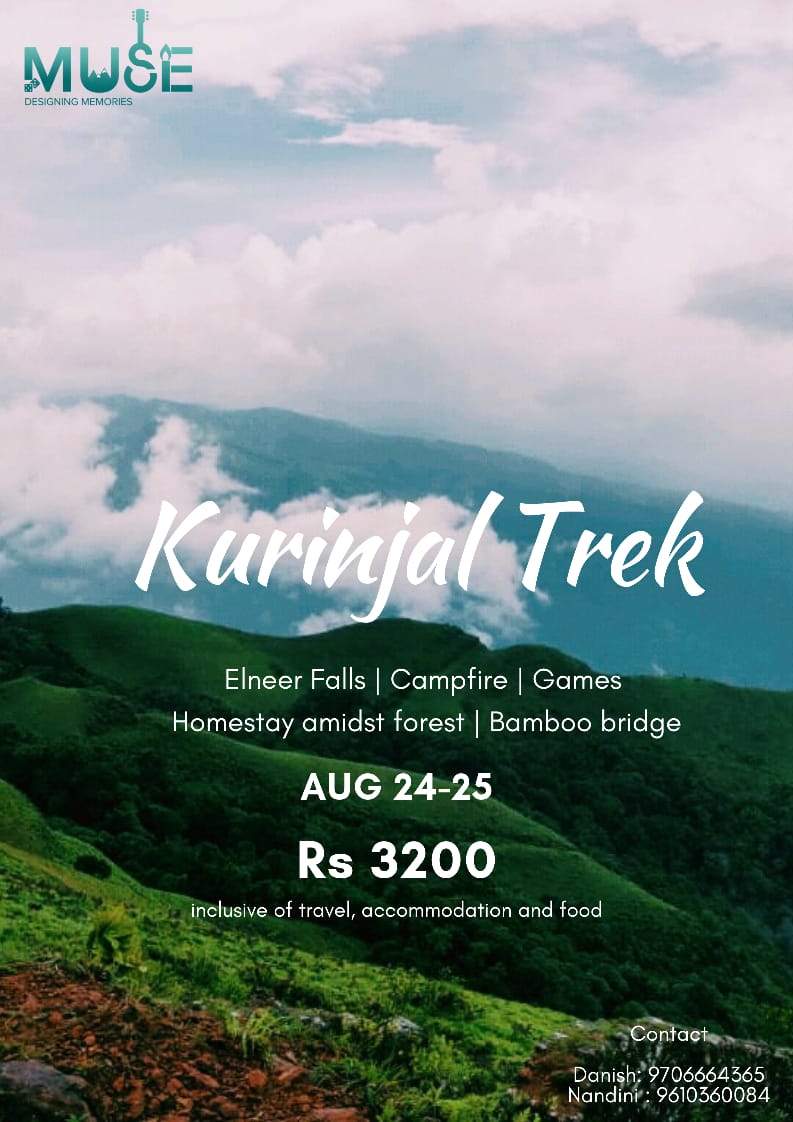 MUSE
DESIGNING MEMORIES
Kurinjal Trek
Elneer Falls | Campfire | Games
Homestay amidst forest | Bamboo bridge
AUG 24-25
Rs 3200
inclusive of travel, accommodation and food
Contact
Danish: 9706664365
Nandini : 9610360084